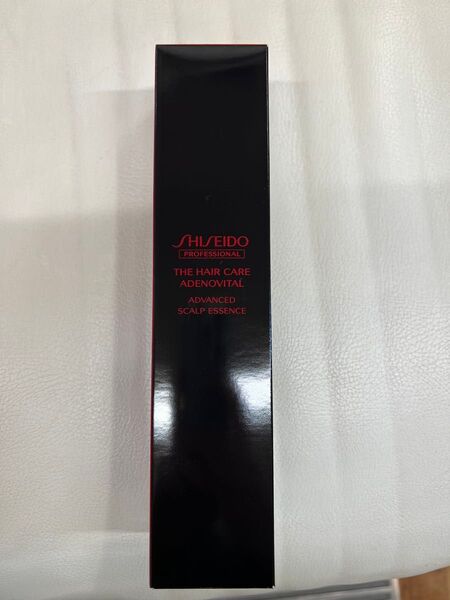 SHISEIDO
PROFESSIONAL
THE HAIR CARE
ADENOVITAL
ADVANCED
SCALP ESSENCE